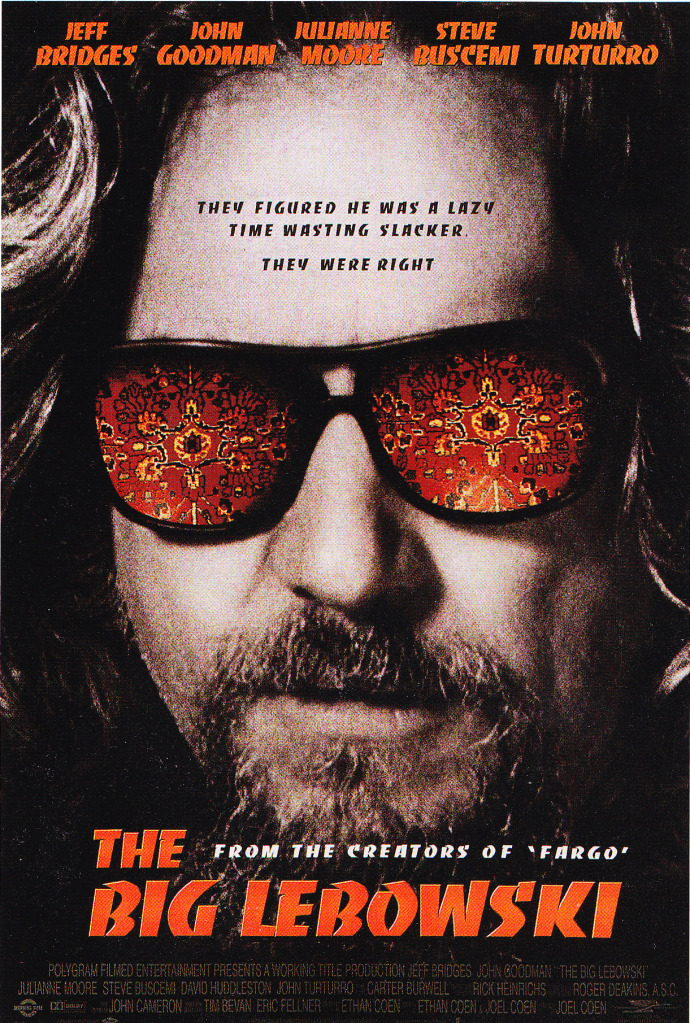 JEFF BRIDGES
JOHN GOODMAN
JULIANNE MOORE
STEVE BUSCEMI
JOHN TURTURRO
THEY FIGURED HE WAS A LAZY
TIME WASTING SLACKER.
THEY WERE RIGHT
THE
FROM THE CREATORS OF 'FARGO'
BIG LEBOWSKI
POLYGRAM FILMED ENTERTAINMENT PRESENTS A WORKING TITLE PRODUCTION JEFF BRIDGES JOHN GOODMAN "THE BIG LEBOWSKI"
JULIANNE MOORE STEVE BUSCEMI DAVID HUDDLESTON JOHN TURTURRO CARTER BURWELL RICK HEINRICHS ROGER DEAKINS, A.S.C.
JOHN CAMERON TIM BEVAN ERIC FELLNER ETHAN COEN ETHAN COEN & JOEL COEN JOEL COEN